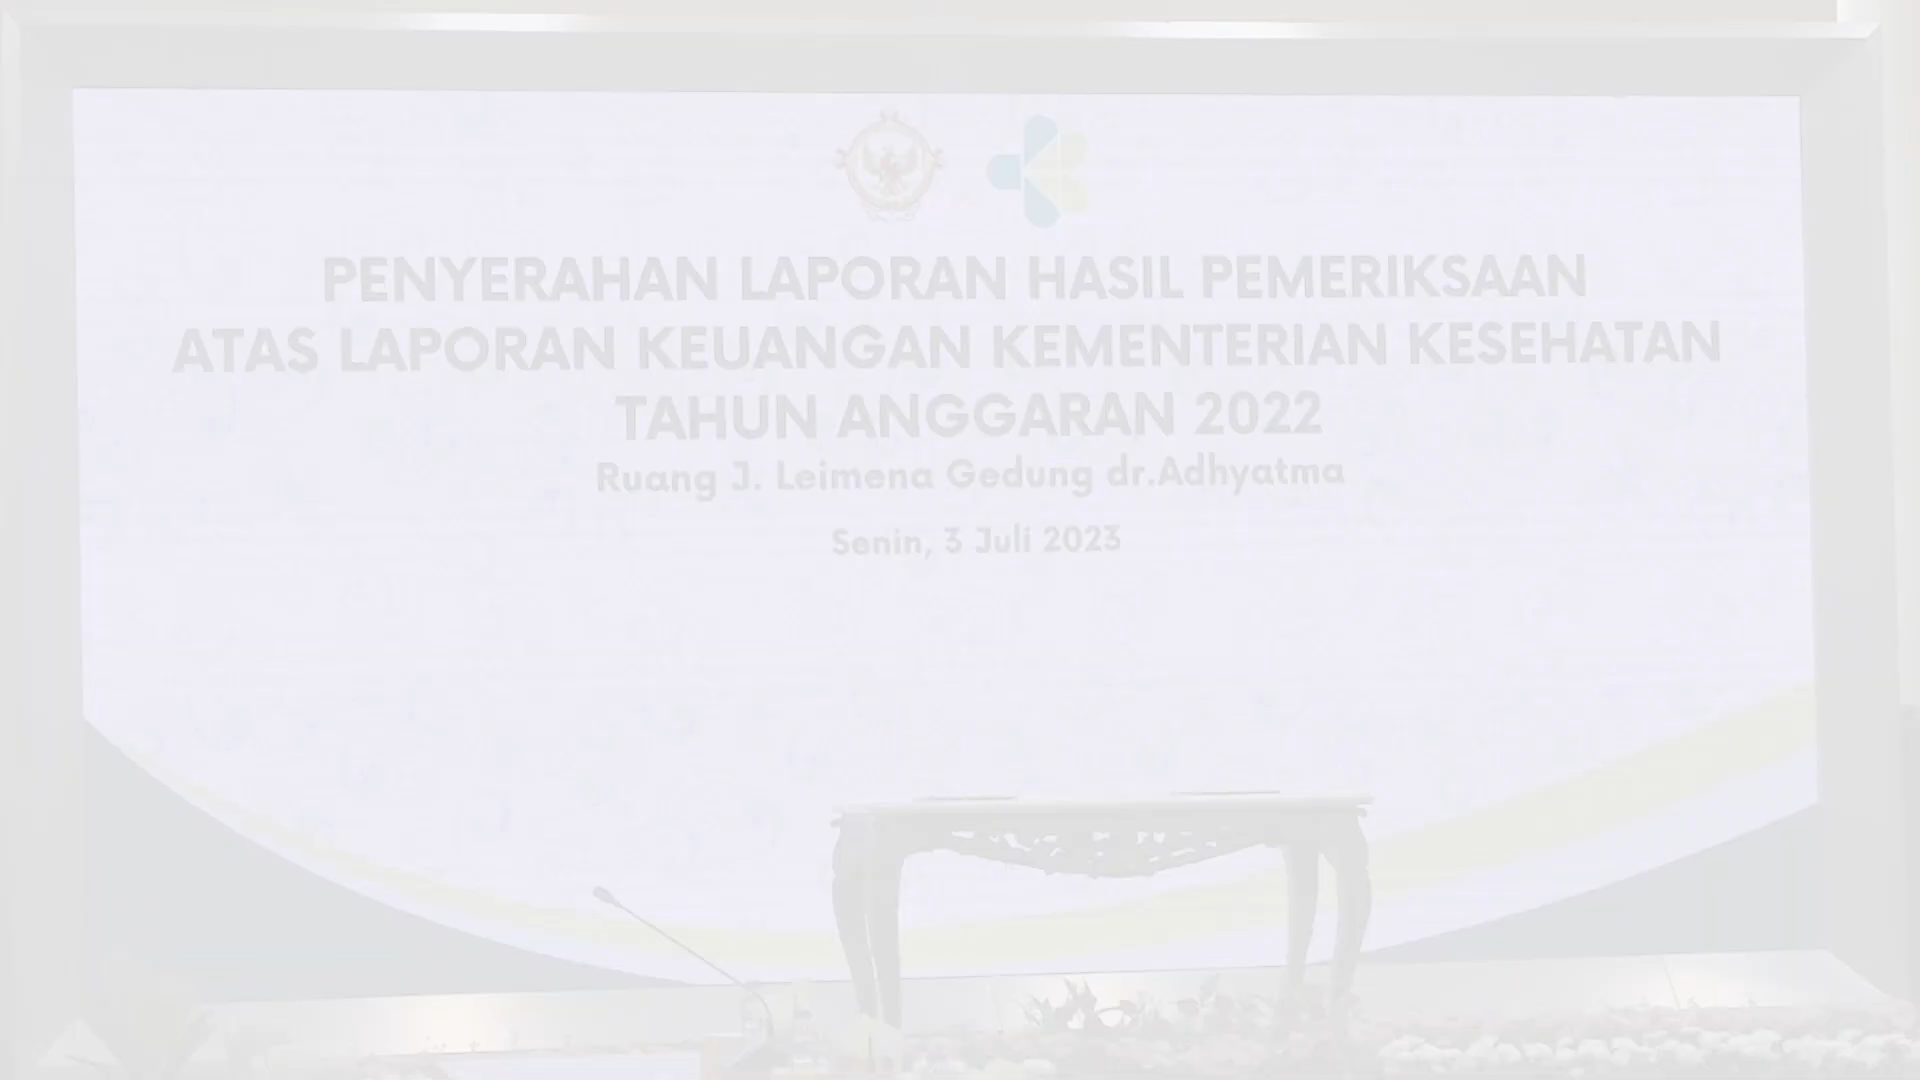 PENYERAHAN LAPORAN HASIL PEMERIKSAAN
ATAS LAPORAN KEUANGAN KEMENTERIAN KESEHATAN
TAHUN ANGGARAN 2022
Ruang J. Leimena Gedung dr.Adhyatma
Senin, 3 Juli 2023